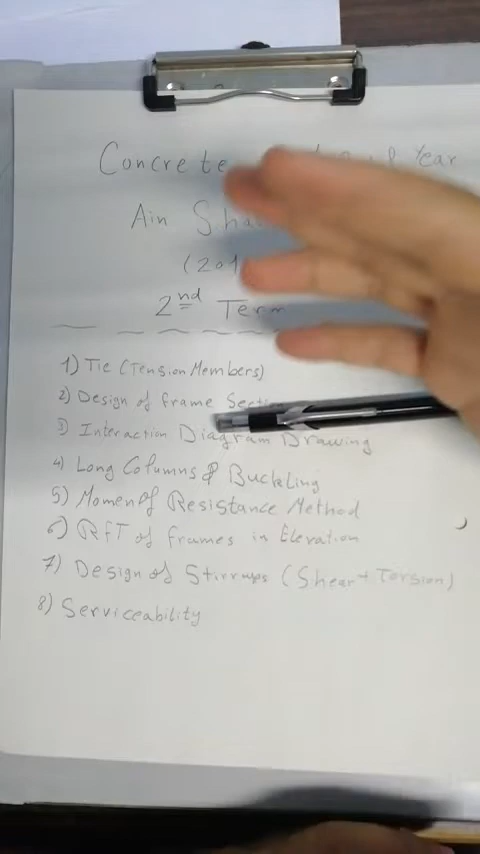 Concrete Year
Ain
(201
2nd Term
1) Tie (Tension Members)
2) Design of frame
3) Interaction Diagram Drawing
4) Long Columns & Buckling
5) Moment of Resistance Method
6) RFT of frames in Elevation
7) Design of Stirrups (Shear + Torsion)
8) Serviceability